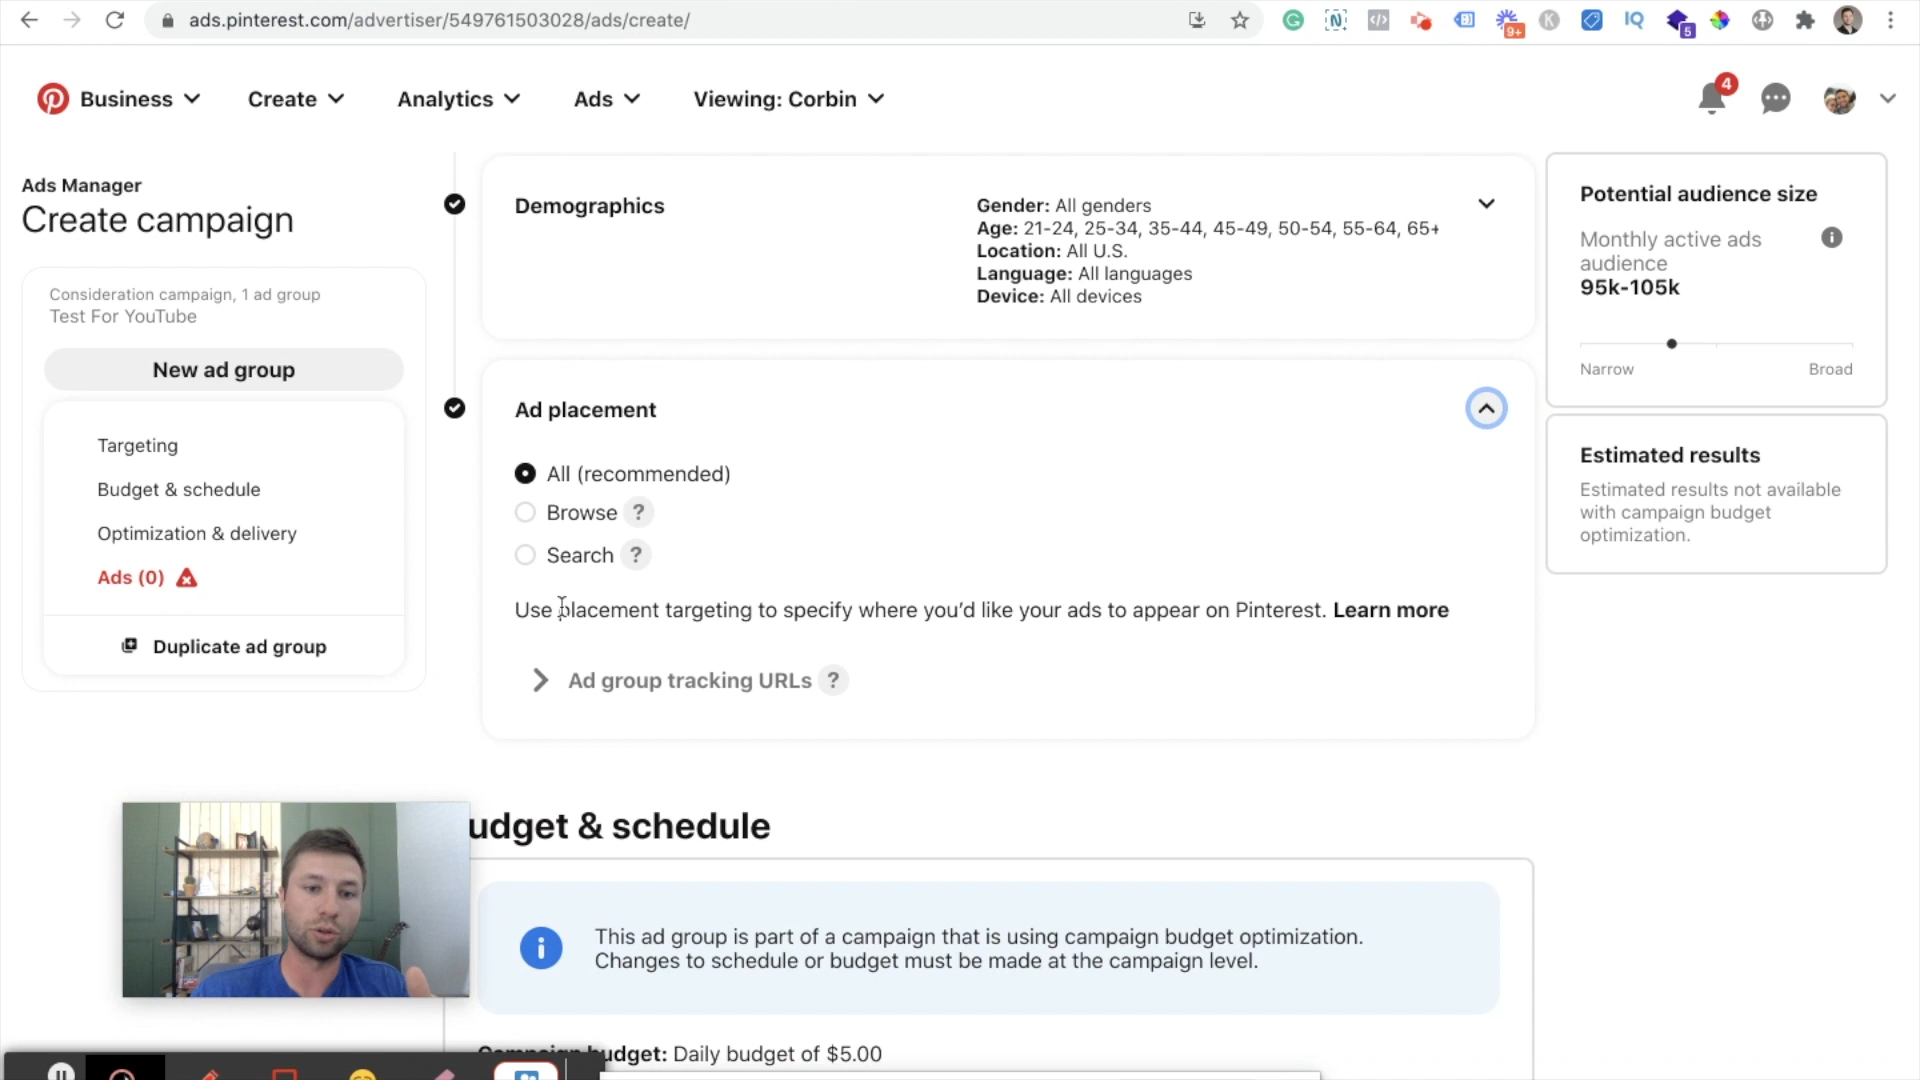 ads.pinterest.com/advertiser/549761503028/ads/create/
9+
K
IQ
5
Business
Create
Analytics
Ads
Viewing: Corbin
4
Ads Manager
Create campaign
Consideration campaign, 1 ad group
Test For YouTube
New ad group
Targeting
Budget & schedule
Optimization & delivery
Ads (0)
Duplicate ad group
Demographics
Gender: All genders
Age: 21-24, 25-34, 35-44, 45-49, 50-54, 55-64, 65+
Location: All U.S.
Language: All languages
Device: All devices
Ad placement
All (recommended)
Browse ?
Search ?
Use placement targeting to specify where you'd like your ads to appear on Pinterest. Learn more
Ad group tracking URLs ?
Potential audience size
Monthly active ads
audience
95k-105k
Narrow
Broad
Estimated results
Estimated results not available
with campaign budget
optimization.
udget & schedule
This ad group is part of a campaign that is using campaign budget optimization.
Changes to schedule or budget must be made at the campaign level.
Campaign budget: Daily budget of $5.00